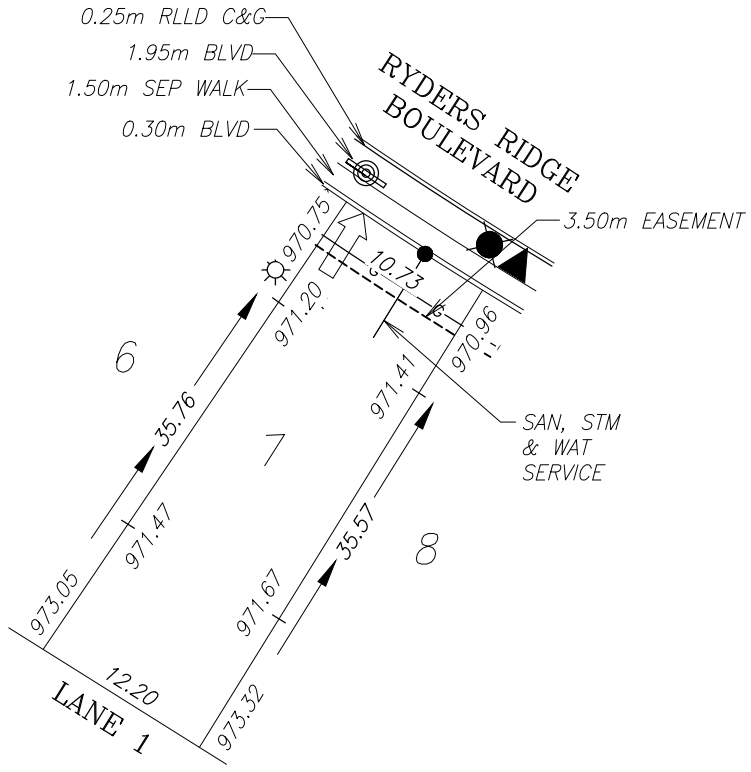 0.25m RLLD C&G
1.95m BLVD
1.50m SEP WALK
0.30m BLVD
RYDERS RIDGE
BOULEVARD
3.50m EASEMENT
970.75
10.73
971.20
970.96
6
971.41
35.76
SAN, STM
& WAT
SERVICE
7
971.47
35.57
8
971.67
973.05
12.20
973.32
LANE 1